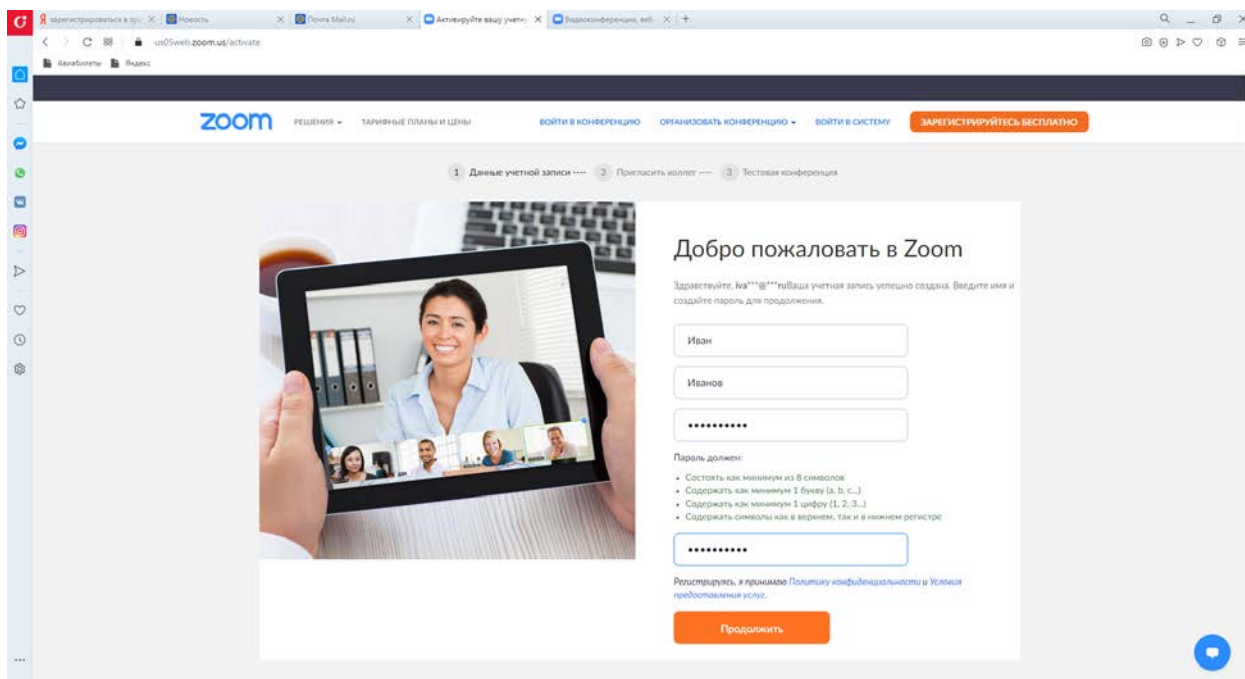 зарегистрироваться в зум
Новость
Почта Mail.ru
Активируйте вашу учетну
Видеоконференции, веб-
us05web.zoom.us/activate
Авиабилеты
Яндекс
zoom
РЕШЕНИЯ
ТАРИФНЫЕ ПЛАНЫ И ЦЕНЫ
ВОЙТИ В КОНФЕРЕНЦИЮ
ОРГАНИЗОВАТЬ КОНФЕРЕНЦИЮ
ВОЙТИ В СИСТЕМУ
ЗАРЕГИСТРИРУЙТЕСЬ БЕСПЛАТНО
1 Данные учетной записи ---- 2 Пригласить коллег ---- 3 Тестовая конференция
Добро пожаловать в Zoom
Здравствуйте, iva***@***ruВаша учетная запись успешно создана. Введите имя и
создайте пароль для продолжения.
Иван
Иванов
••••••••••
Пароль должен:
• Состоять как минимум из 8 символов
• Содержать как минимум 1 букву (a, b, c...)
• Содержать как минимум 1 цифру (1, 2, 3...)
• Содержать символы как в верхнем, так и в нижнем регистре
••••••••••
Регистрируясь, я принимаю Политику конфиденциальности и Условия
предоставления услуг.
Продолжить